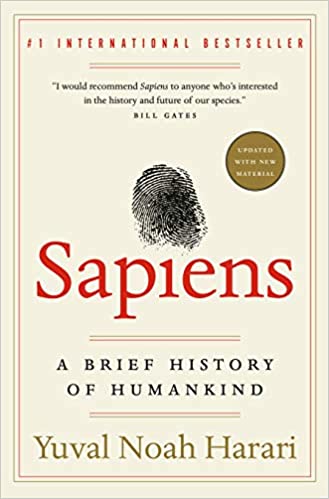 #1 INTERNATIONAL BESTSELLER
“I would recommend Sapiens to anyone who’s interested
in the history and future of our species.”
BILL GATES
UPDATED
WITH NEW
MATERIAL
Sapiens
A BRIEF HISTORY
OF HUMANKIND
Yuval Noah Harari